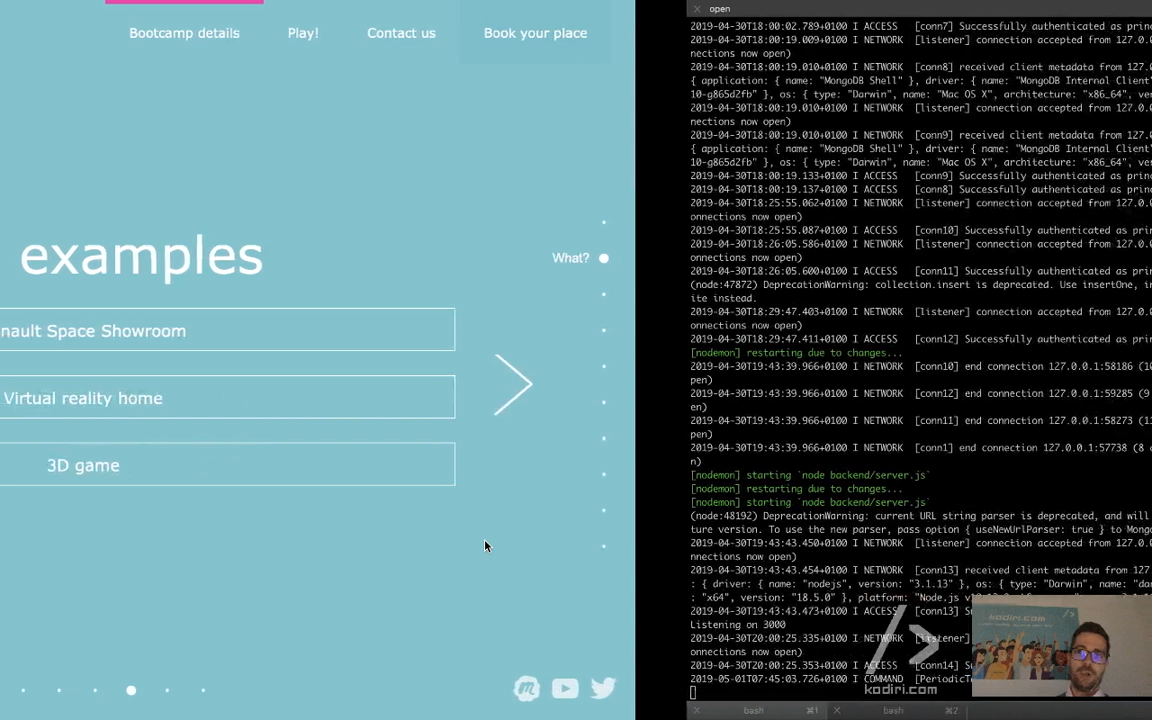 Bootcamp details
Play!
Contact us
Book your place
examples
What?
nault Space Showroom
Virtual reality home
3D game
open
2019-04-30T18:00:02.789+0100 I ACCESS [conn7] Successfully authenticated as prin
2019-04-30T18:00:19.009+0100 I NETWORK [listener] connection accepted from 127.0.
nections now open)
2019-04-30T18:00:19.010+0100 I NETWORK [conn8] received client metadata from 127.
{ application: { name: "MongoDB Shell" }, driver: { name: "MongoDB Internal Client"
10-g865d2fb" }, os: { type: "Darwin", name: "Mac OS X", architecture: "x86_64", ver
2019-04-30T18:00:19.010+0100 I NETWORK [listener] connection accepted from 127.0.0
nections now open)
2019-04-30T18:00:19.010+0100 I NETWORK [conn9] received client metadata from 127.
{ application: { name: "MongoDB Shell" }, driver: { name: "MongoDB Internal Client"
10-g865d2fb" }, os: { type: "Darwin", name: "Mac OS X", architecture: "x86_64", ver
2019-04-30T18:00:19.133+0100 I ACCESS [conn9] Successfully authenticated as prin
2019-04-30T18:00:19.137+0100 I ACCESS [conn8] Successfully authenticated as prin
2019-04-30T18:25:55.062+0100 I NETWORK [listener] connection accepted from 127.0.0
onnections now open)
2019-04-30T18:25:55.087+0100 I ACCESS [conn10] Successfully authenticated as pri
2019-04-30T18:26:05.586+0100 I NETWORK [listener] connection accepted from 127.0.0
onnections now open)
2019-04-30T18:26:05.600+0100 I ACCESS [conn11] Successfully authenticated as pri
(node:47872) DeprecationWarning: collection.insert is deprecated. Use insertOne, in
ite instead.
2019-04-30T18:29:47.403+0100 I NETWORK [listener] connection accepted from 127.0.0
onnections now open)
2019-04-30T18:29:47.411+0100 I ACCESS [conn12] Successfully authenticated as pri
[nodemon] restarting due to changes...
2019-04-30T19:43:39.966+0100 I NETWORK [conn10] end connection 127.0.0.1:58186 (10
pen)
2019-04-30T19:43:39.966+0100 I NETWORK [conn12] end connection 127.0.0.1:59285 (9
en)
2019-04-30T19:43:39.966+0100 I NETWORK [conn11] end connection 127.0.0.1:58273 (11
pen)
2019-04-30T19:43:39.966+0100 I NETWORK [conn1] end connection 127.0.0.1:57738 (8 c
n)
[nodemon] starting `node backend/server.js`
[nodemon] restarting due to changes...
[nodemon] starting `node backend/server.js`
(node:48192) DeprecationWarning: current URL string parser is deprecated, and will
ture version. To use the new parser, pass option { useNewUrlParser: true } to Mongo
2019-04-30T19:43:43.450+0100 I NETWORK [listener] connection accepted from 127.0.0
nnections now open)
2019-04-30T19:43:43.454+0100 I NETWORK [conn13] received client metadata from 127
: { driver: { name: "nodejs", version: "3.1.13" }, os: { type: "Darwin", name: "dar
: "x64", version: "18.5.0" }, platform: "Node.js
2019-04-30T19:43:43.473+0100 I ACCESS [conn13]
Listening on 3000
2019-04-30T20:00:25.335+0100 I NETWORK [listener]
onnections now open)
2019-04-30T20:00:25.353+0100 I ACCESS [conn14]
2019-05-01T07:45:03.726+0100 I COMMAND
kodiri.com
kodiri.com
bash ⌘1
bash ⌘2